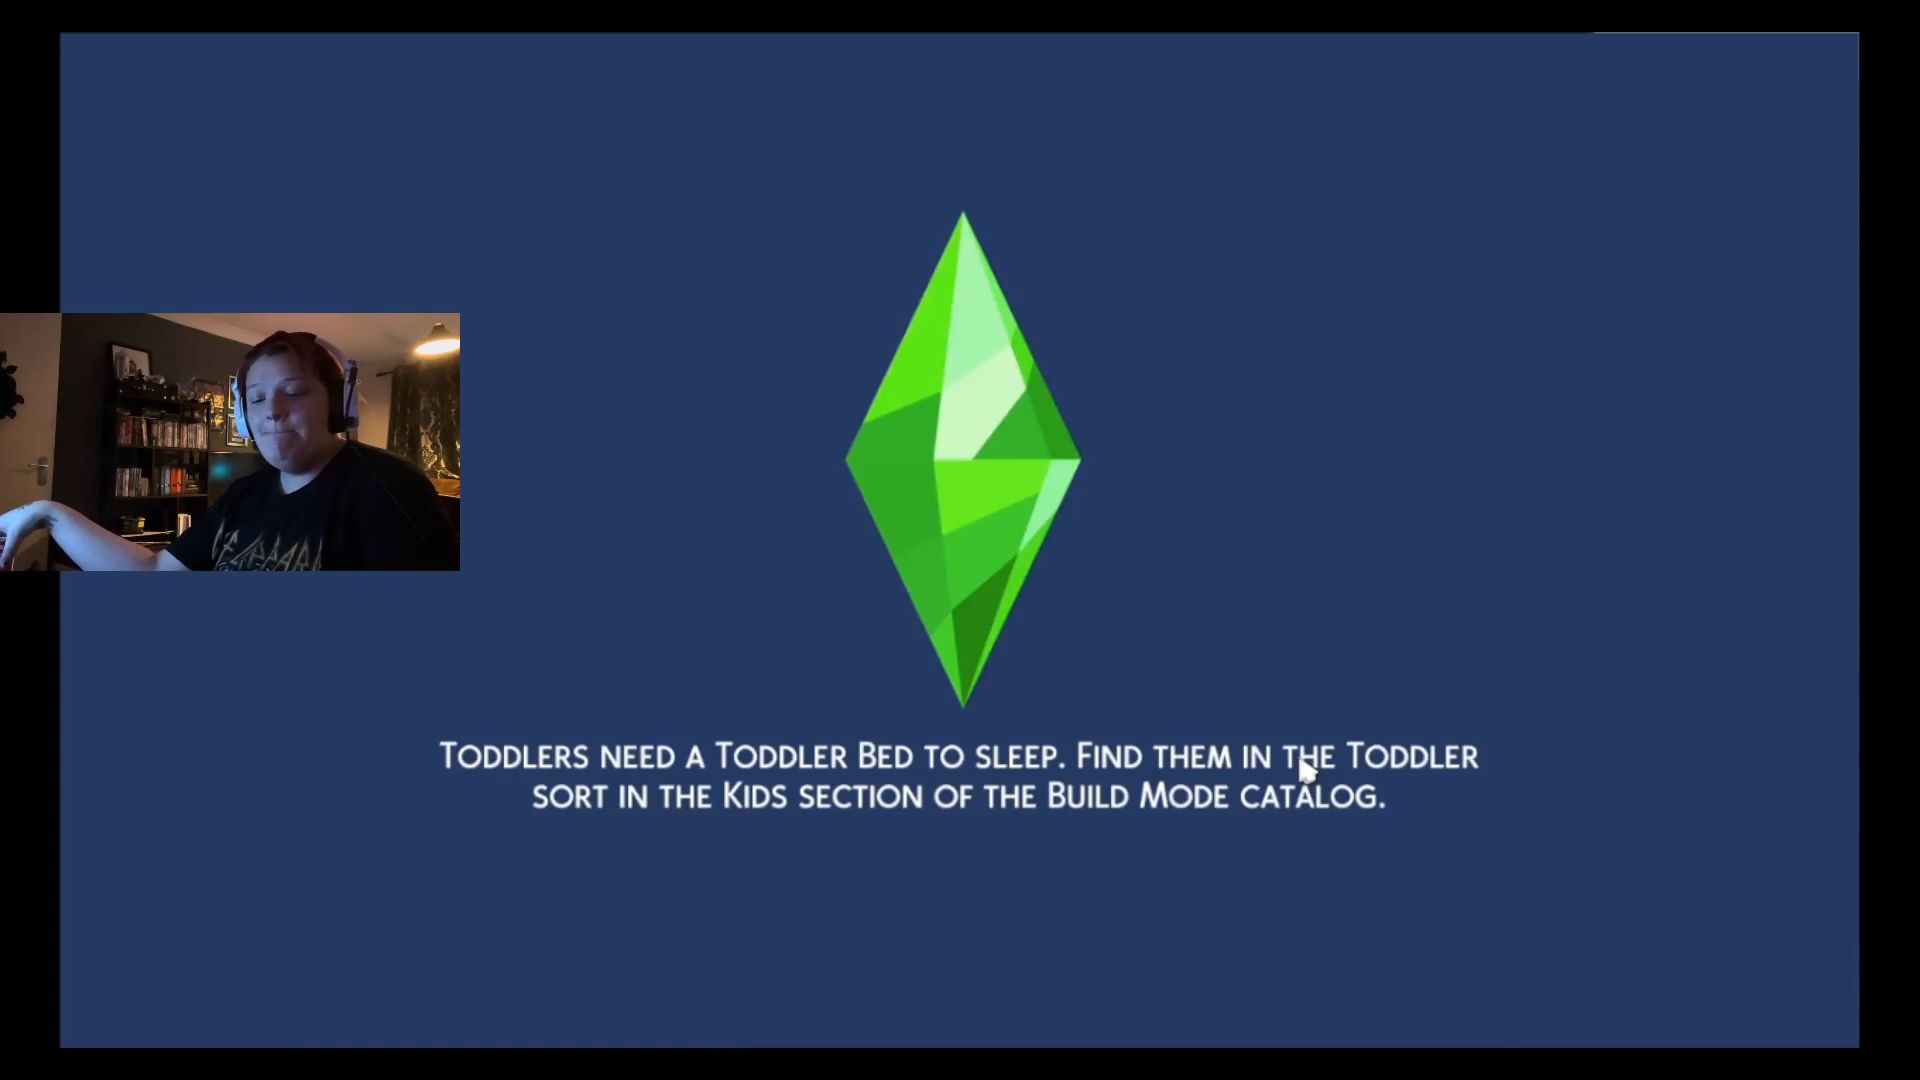 TODDLERS NEED A TODDLER BED TO SLEEP. FIND THEM IN THE TODDLER
SORT IN THE KIDS SECTION OF THE BUILD MODE CATALOG.